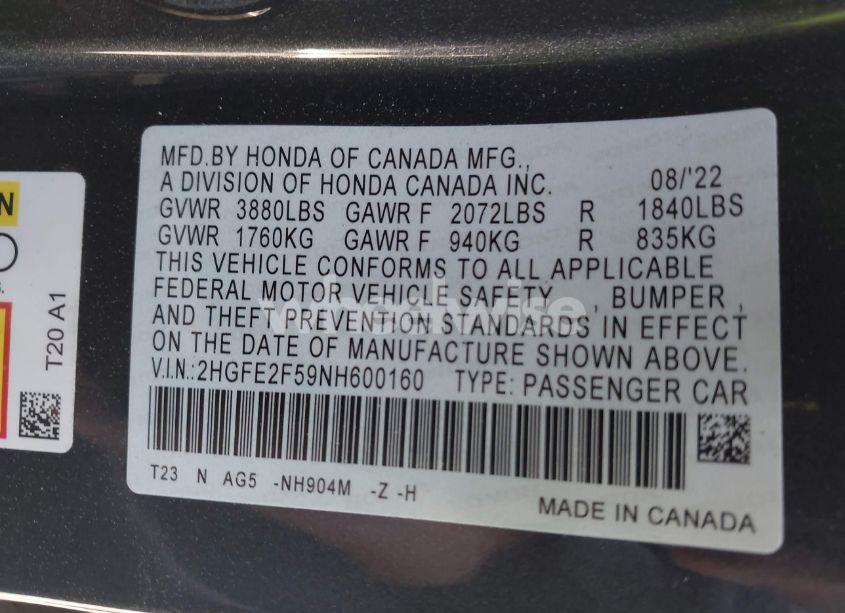 MFD.BY HONDA OF CANADA MFG.,
A DIVISION OF HONDA CANADA INC. 08/'22
GVWR 3880LBS GAWR F 2072LBS R 1840LBS
GVWR 1760KG GAWR F 940KG R 835KG
THIS VEHICLE CONFORMS TO ALL APPLICABLE
FEDERAL MOTOR VEHICLE SAFETY , BUMPER ,
AND THEFT PREVENTION STANDARDS IN EFFECT
ON THE DATE OF MANUFACTURE SHOWN ABOVE.
V.I.N.:2HGFE2F59NH600160 TYPE: PASSENGER CAR
T23 N AG5 -NH904M -Z -H
MADE IN CANADA
T20 A1